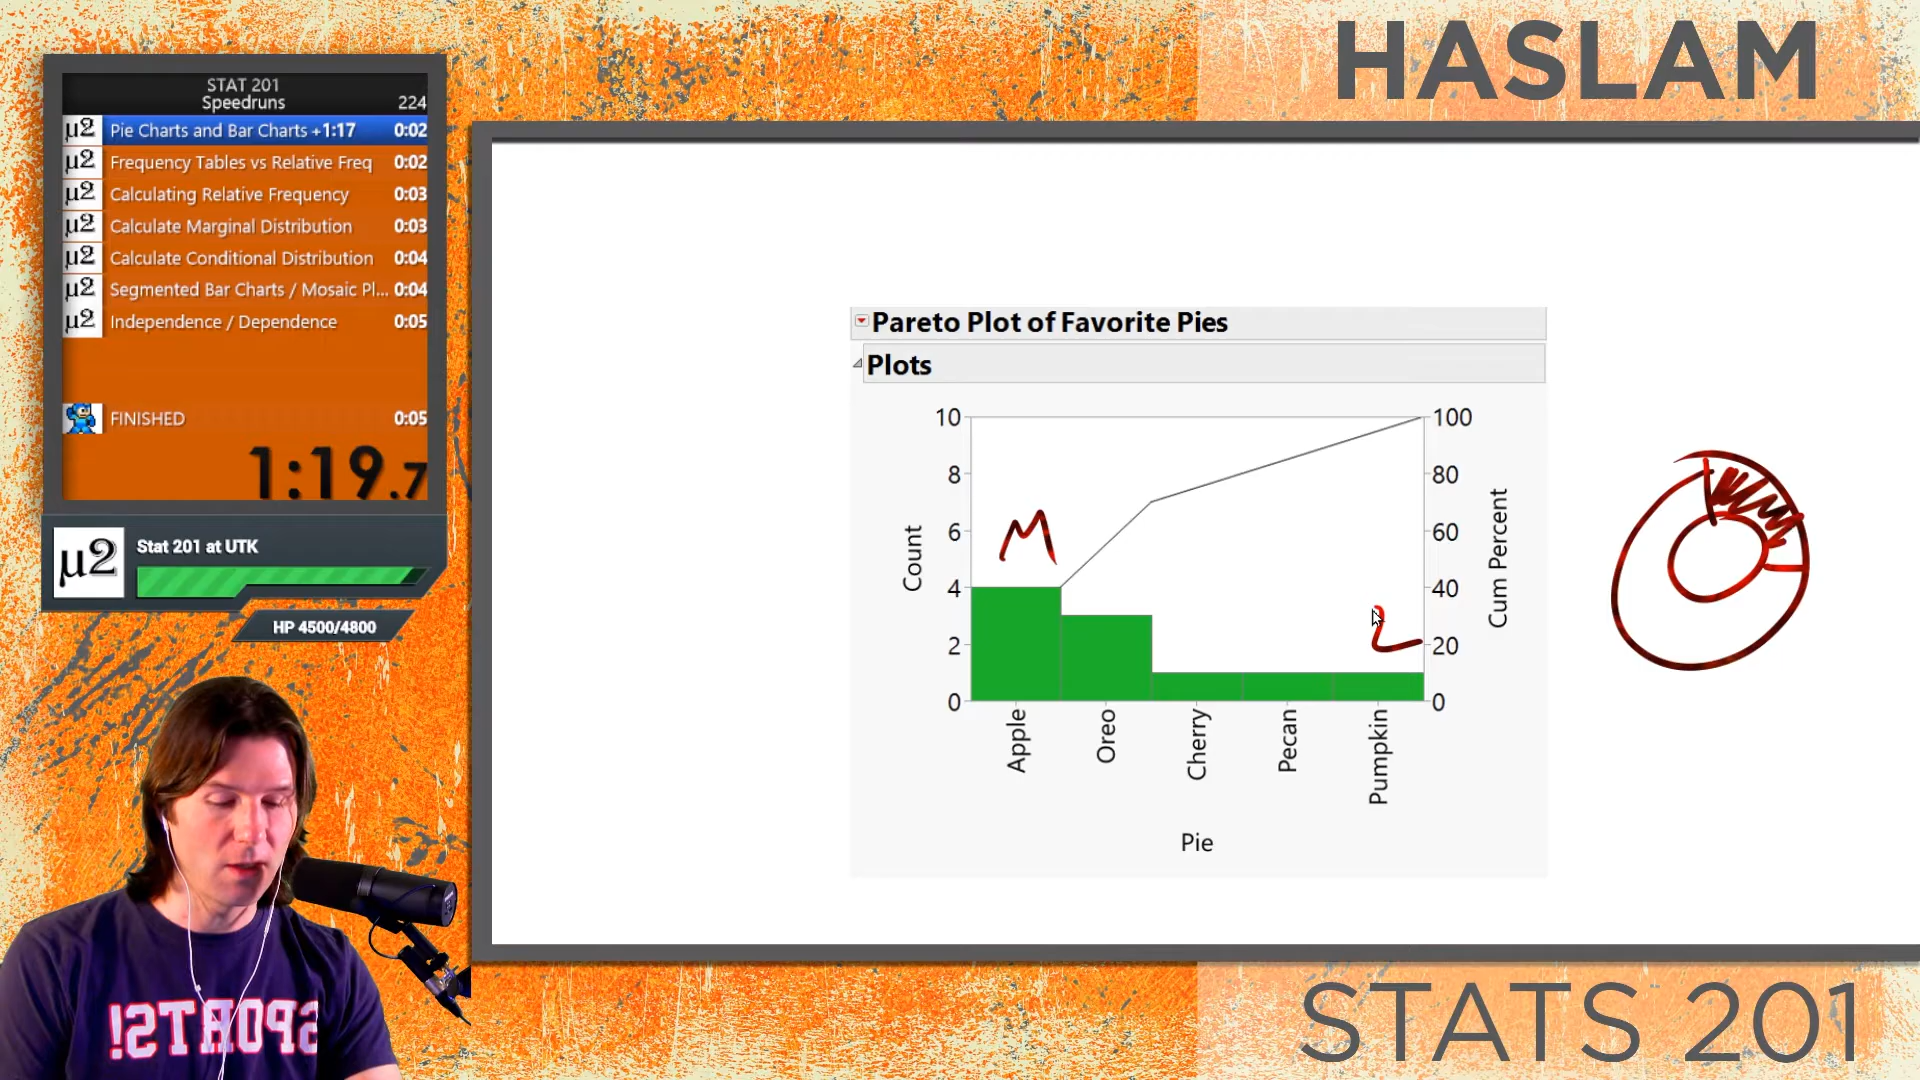 HASLAM
STAT 201
Speedruns 224
µ2 Pie Charts and Bar Charts +1:17 0:02
µ2 Frequency Tables vs Relative Freq 0:02
µ2 Calculating Relative Frequency 0:03
µ2 Calculate Marginal Distribution 0:03
µ2 Calculate Conditional Distribution 0:04
µ2 Segmented Bar Charts / Mosaic Pl... 0:04
µ2 Independence / Dependence 0:05
FINISHED 0:05
1:19.7
µ2 Stat 201 at UTK
HP 4500/4800
Pareto Plot of Favorite Pies
Plots
10 100
8 80
6 60
4 40
2 20
0 0
Count
Cum Percent
M
L
Apple
Oreo
Cherry
Pecan
Pumpkin
Pie
SPORTS!
STATS 201